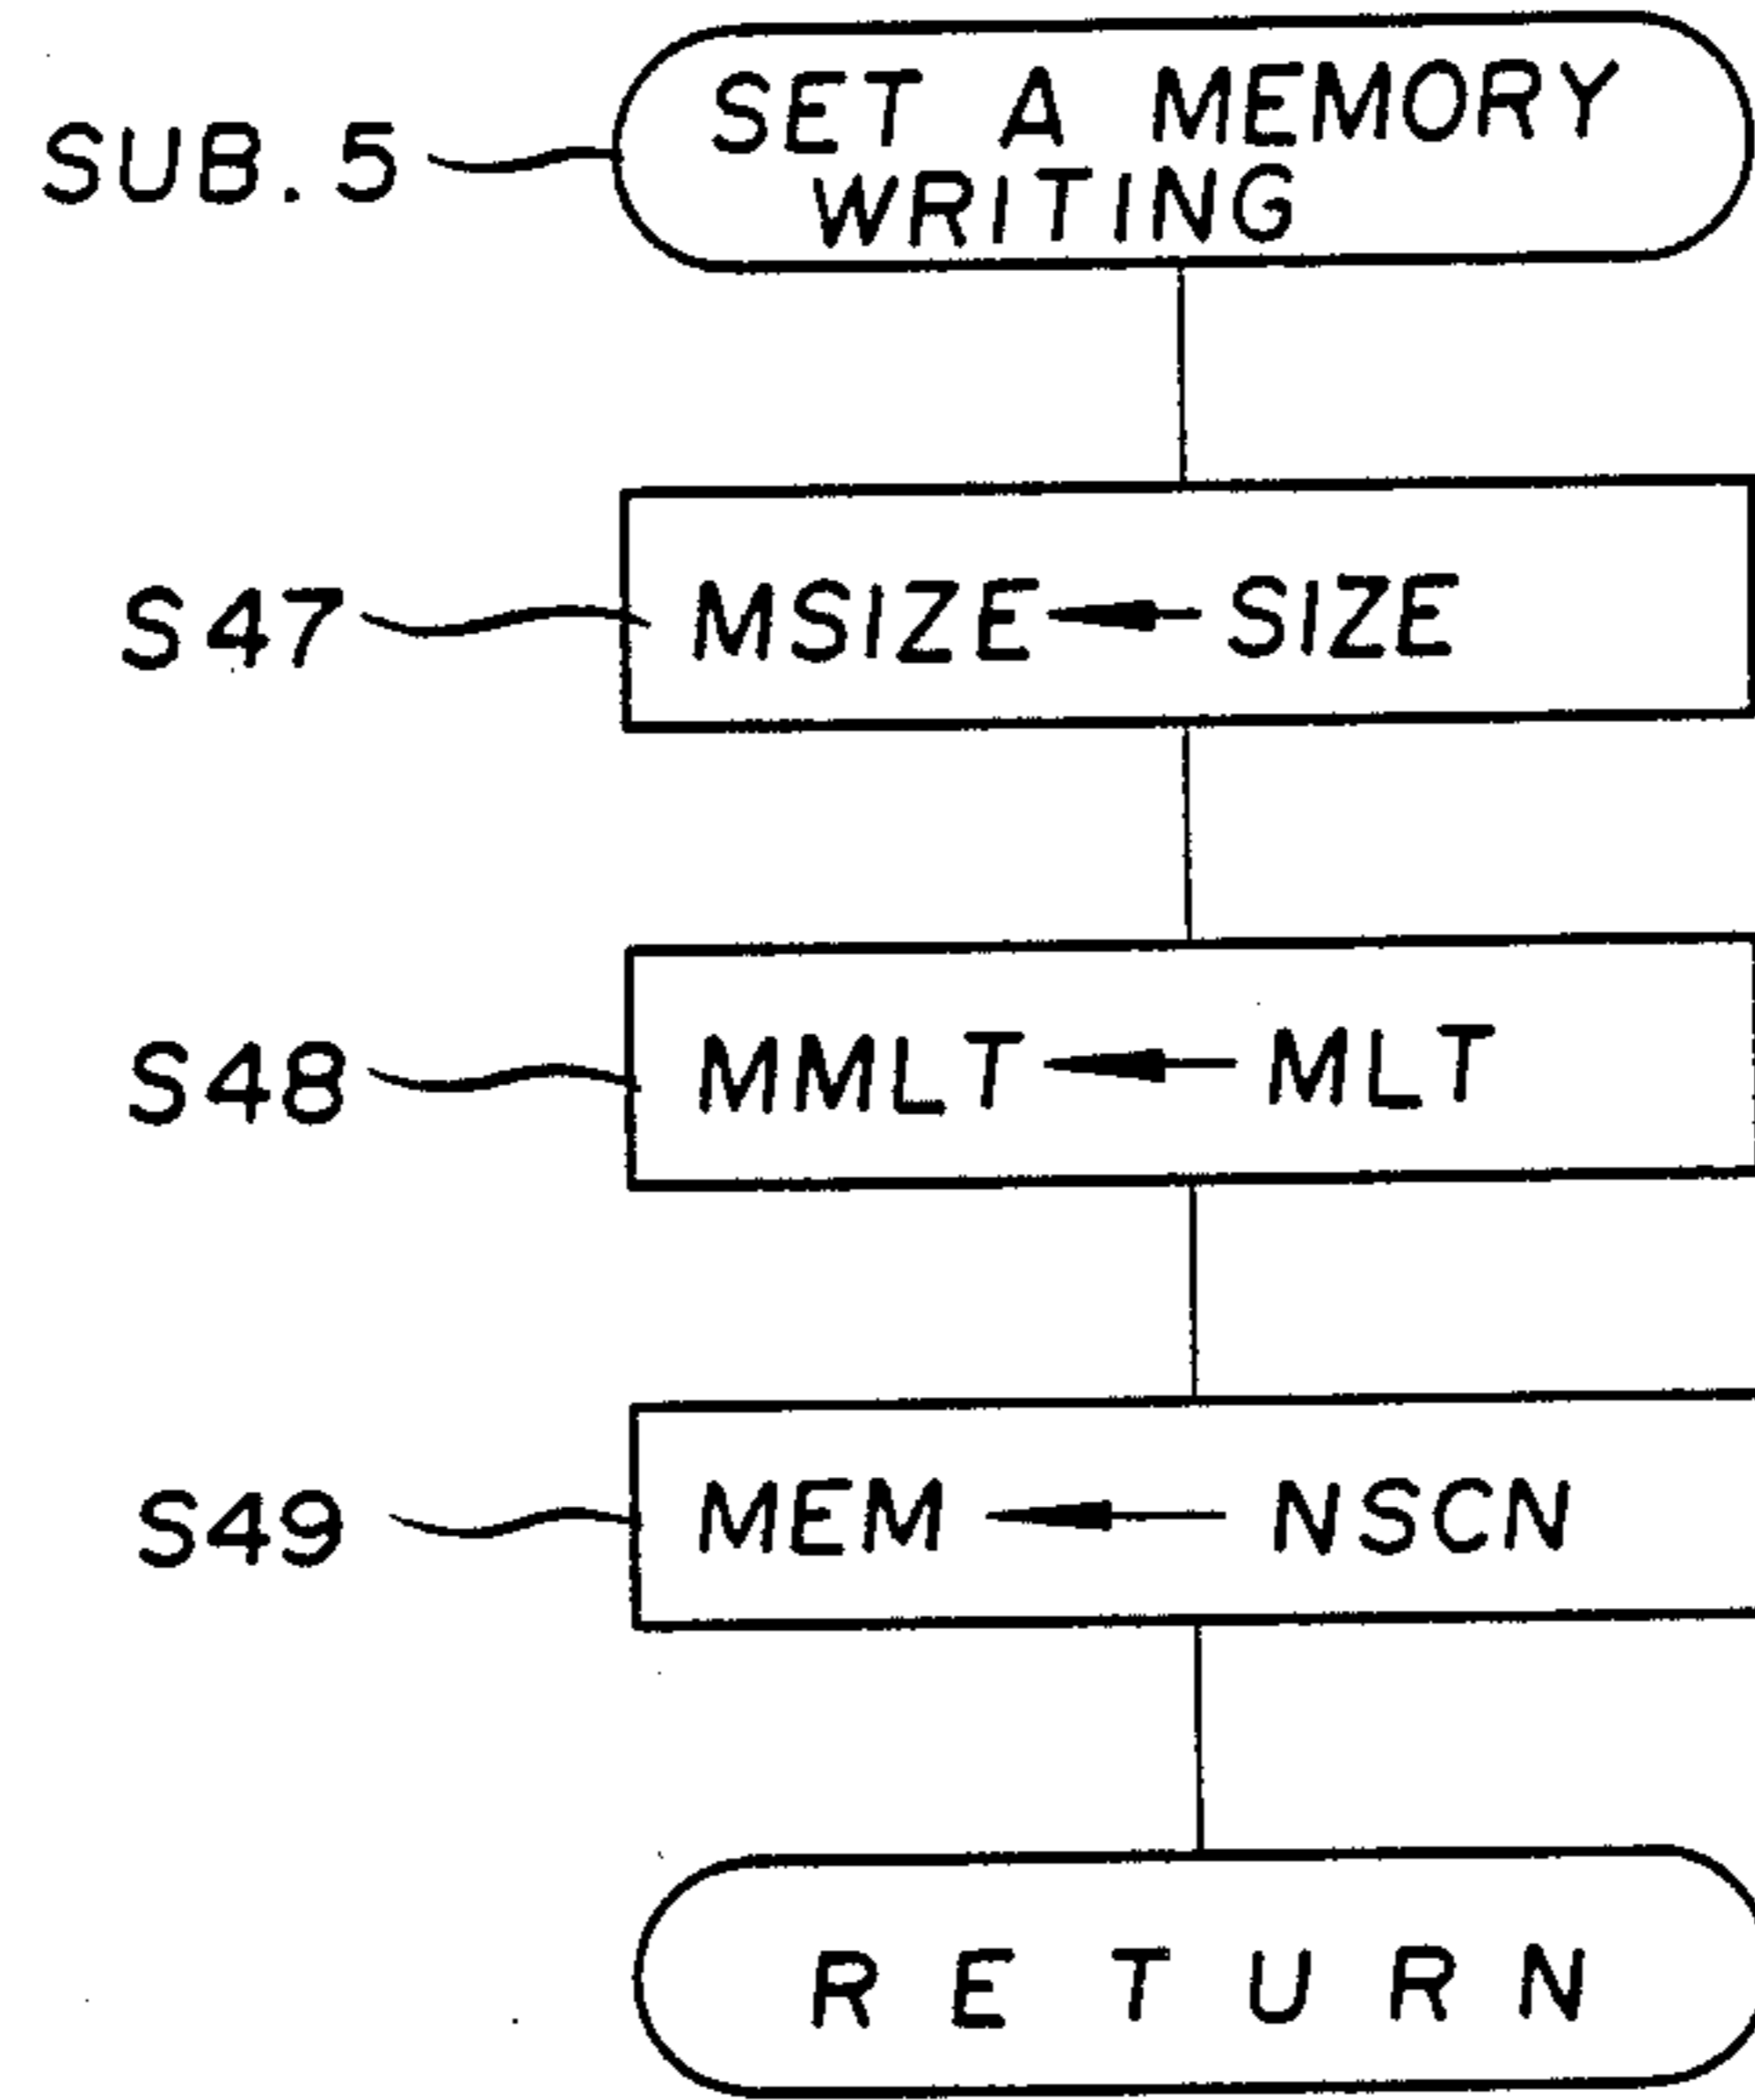 SUB.5
SET A MEMORY
WRITING
S47
MSIZE ← SIZE
S48
MMLT ← MLT
S49
MEM ← NSCN
RETURN